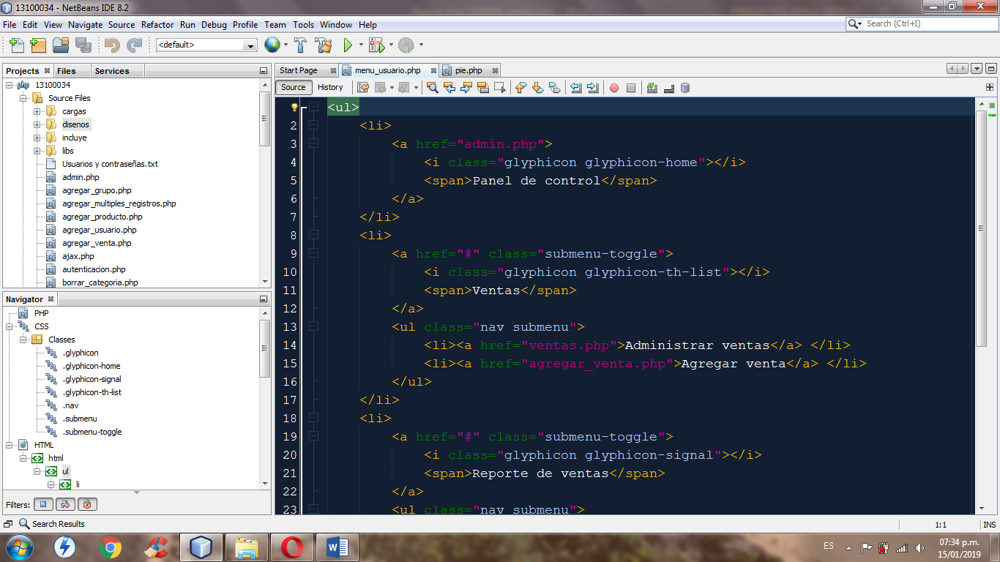 13100034 - NetBeans IDE 8.2
File Edit View Navigate Source Refactor Run Debug Profile Team Tools Window Help
Search (Ctrl+I)
<default>
Projects Files Services
13100034
Source Files
cargas
disenos
incluye
libs
Usuarios y contraseñas.txt
admin.php
agregar_grupo.php
agregar_multiples_registros.php
agregar_producto.php
agregar_usuario.php
agregar_venta.php
ajax.php
autenticacion.php
borrar_categoria.php
Navigator
PHP
CSS
Classes
.glyphicon
.glyphicon-home
.glyphicon-signal
.glyphicon-th-list
.nav
.submenu
.submenu-toggle
HTML
html
ul
li
Filters:
Start Page menu_usuario.php pie.php
Source History
<ul>
2 <li>
3 <a href="admin.php">
4 <i class="glyphicon glyphicon-home"></i>
5 <span>Panel de control</span>
6 </a>
7 </li>
8 <li>
9 <a href="#" class="submenu-toggle">
10 <i class="glyphicon glyphicon-th-list"></i>
11 <span>Ventas</span>
12 </a>
13 <ul class="nav submenu">
14 <li><a href="ventas.php">Administrar ventas</a> </li>
15 <li><a href="agregar_venta.php">Agregar venta</a> </li>
16 </ul>
17 </li>
18 <li>
19 <a href="#" class="submenu-toggle">
20 <i class="glyphicon glyphicon-signal"></i>
21 <span>Reporte de ventas</span>
22 </a>
23 <ul class="nav submenu">
Search Results
1:1 INS
ES
07:34 p.m.
15/01/2019